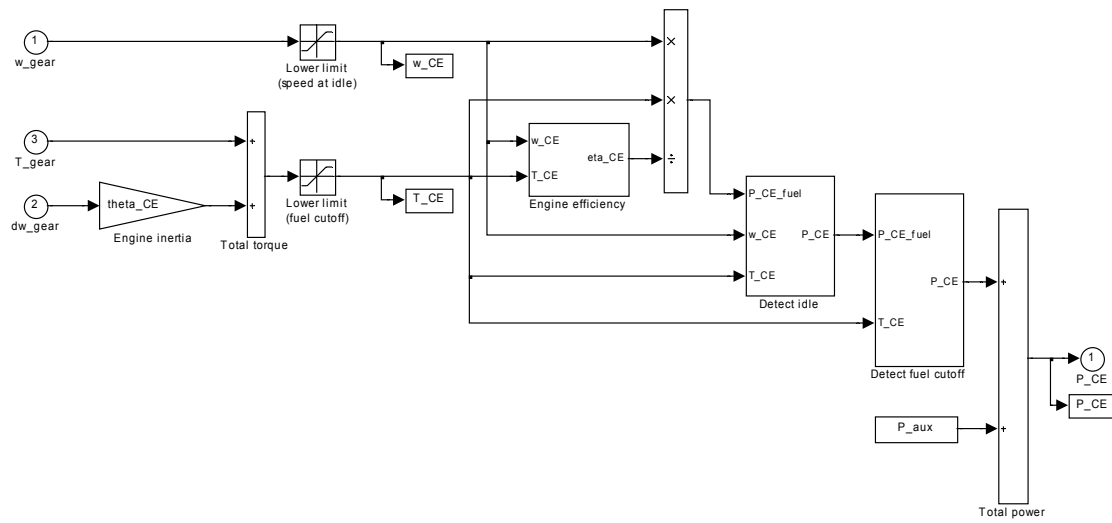 1
w_gear
Lower limit
(speed at idle)
w_CE
×
×
÷
3
T_gear
2
dw_gear
theta_CE
Engine inertia
+
+
Total torque
Lower limit
(fuel cutoff)
T_CE
w_CE
T_CE
eta_CE
Engine efficiency
P_CE_fuel
w_CE
T_CE
P_CE
Detect idle
P_CE_fuel
T_CE
P_CE
Detect fuel cutoff
P_aux
+
+
Total power
1
P_CE
P_CE